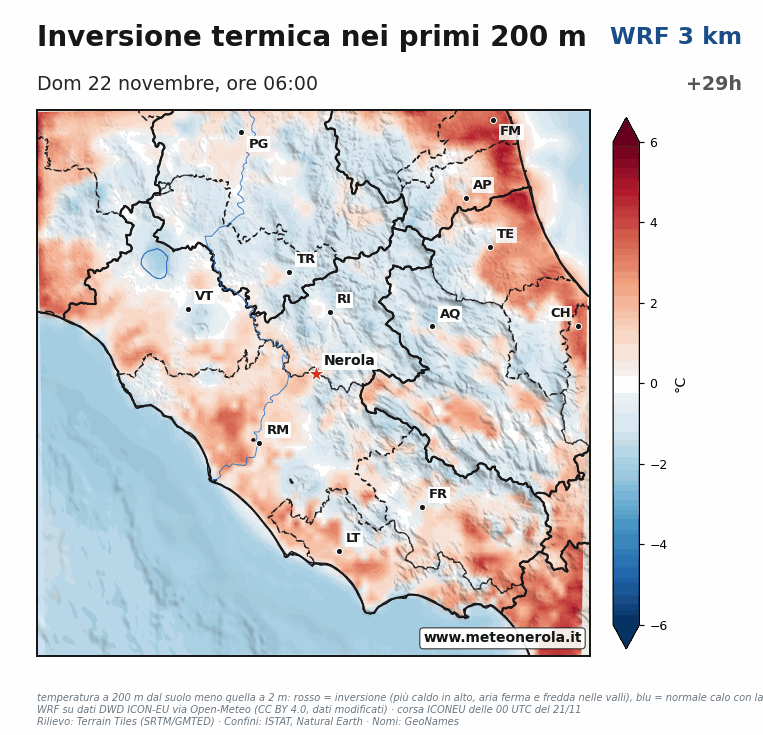 Inversione termica nei primi 200 m
WRF 3 km
Dom 22 novembre, ore 06:00
+29h
FM
PG
AP
TE
TR
VT
RI
AQ
CH
Nerola
RM
FR
LT
www.meteonerola.it
6
4
2
0
−2
−4
−6
°C
temperatura a 200 m dal suolo meno quella a 2 m: rosso = inversione (più caldo in alto, aria ferma e fredda nelle valli), blu = normale calo con la
WRF su dati DWD ICON-EU via Open-Meteo (CC BY 4.0, dati modificati) · corsa ICONEU delle 00 UTC del 21/11
Rilievo: Terrain Tiles (SRTM/GMTED) · Confini: ISTAT, Natural Earth · Nomi: GeoNames